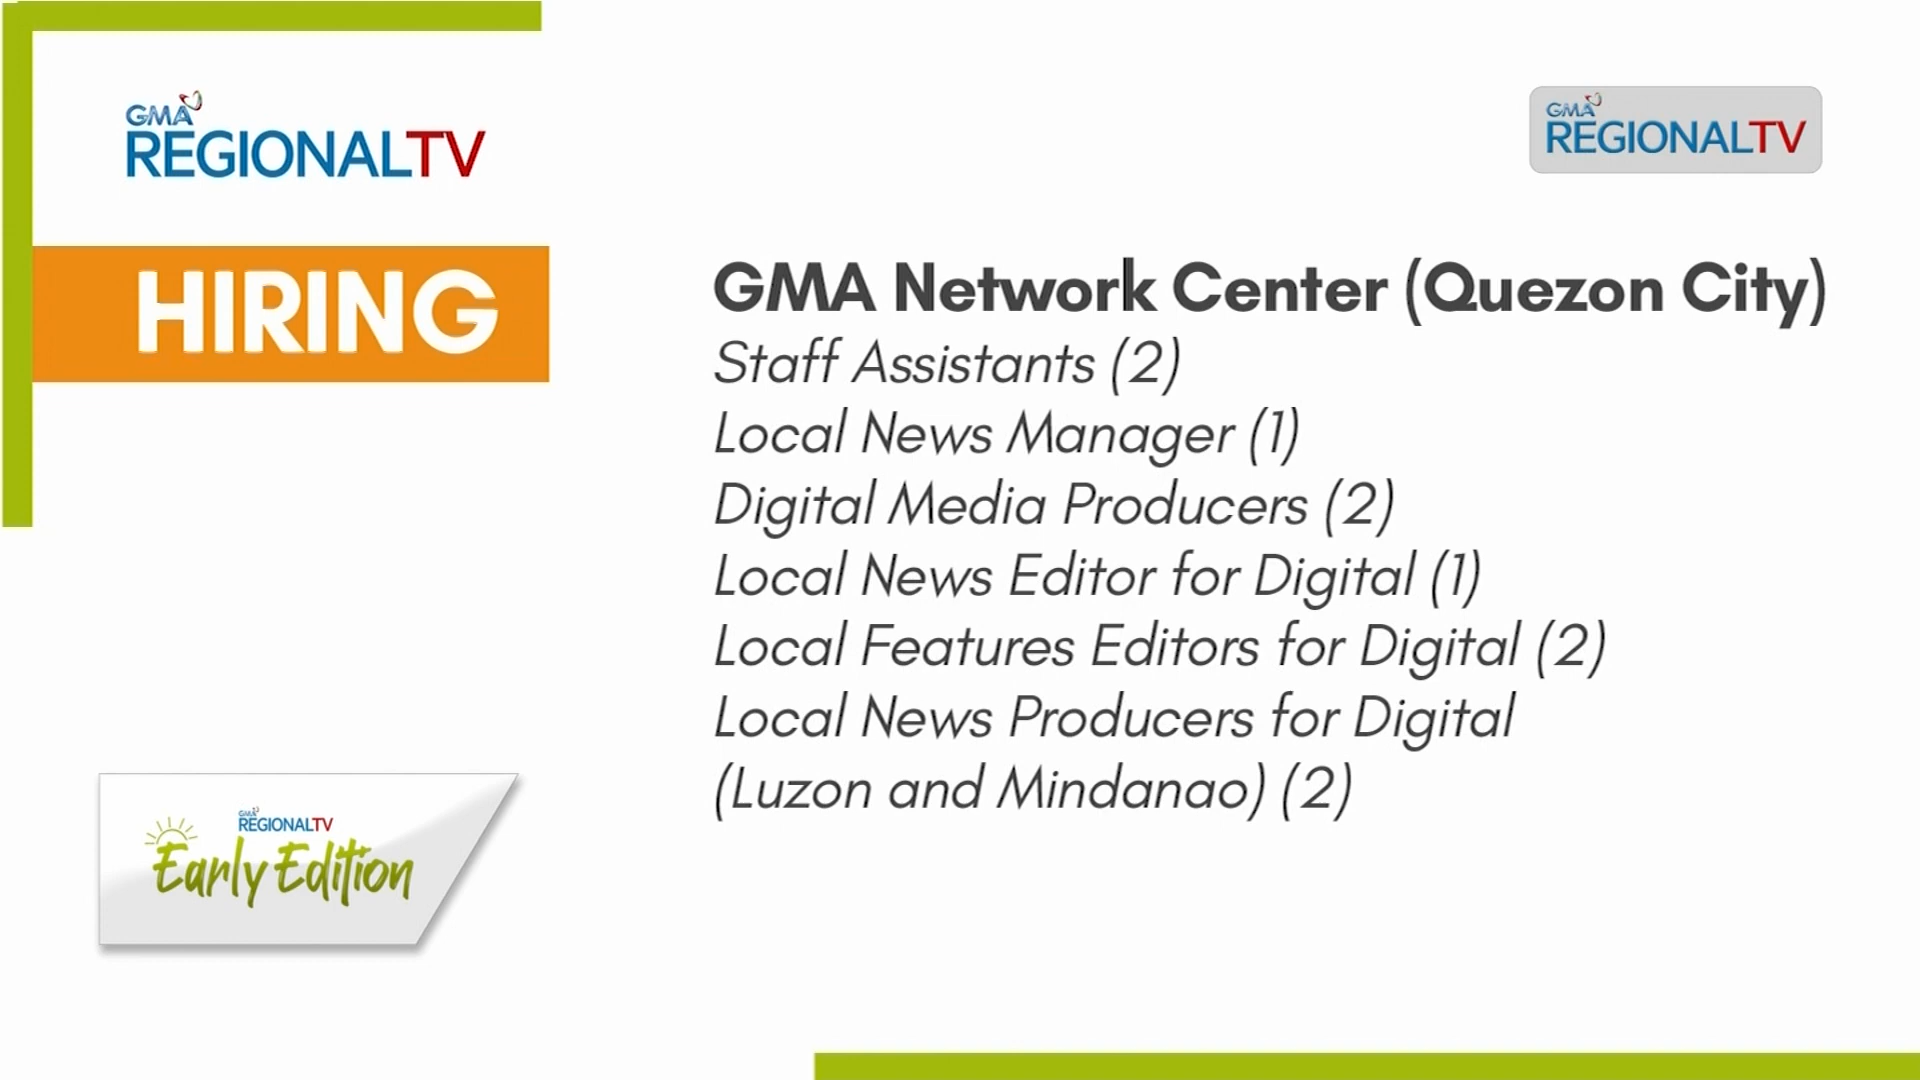 GMA
REGIONALTV
GMA
REGIONALTV
HIRING
GMA Network Center (Quezon City)
Staff Assistants (2)
Local News Manager (1)
Digital Media Producers (2)
Local News Editor for Digital (1)
Local Features Editors for Digital (2)
Local News Producers for Digital
(Luzon and Mindanao) (2)
GMA
REGIONALTV
Early Edition